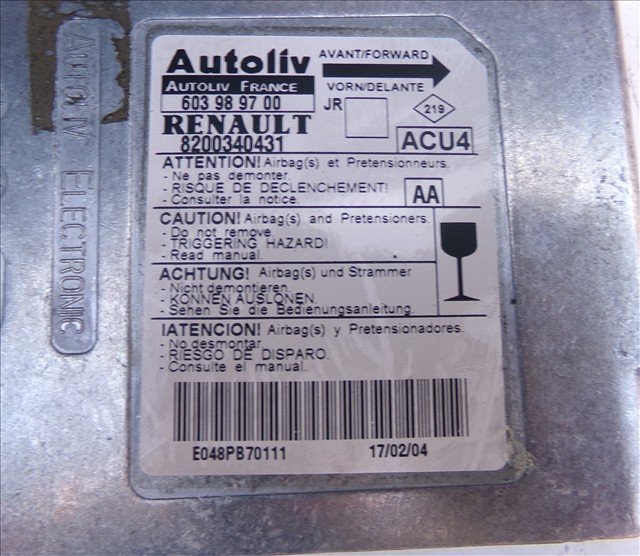 AUTOLIV ELECTRONIC
Autoliv
AVANT/FORWARD
AUTOLIV FRANCE
VORN/DELANTE
603 98 97 00
JR
219
RENAULT
8200340431
ACU4
ATTENTION! Airbag(s) et Pretensionneurs.
- Ne pas demonter.
- RISQUE DE DECLENCHEMENT!
- Consulter la notice.
AA
CAUTION! Airbag(s) and Pretensioners.
- Do not remove.
- TRIGGERING HAZARD!
- Read manual.
ACHTUNG! Airbag(s) und Strammer
- Nicht demontieren.
- KONNEN AUSLONEN.
- Sehen Sie die Bedienungsanleitung.
IATENCION! Airbag(s) y Pretensionadores.
- No desmontar.
- RIESGO DE DISPARO.
- Consulte el manual.
E048PB70111
17/02/04